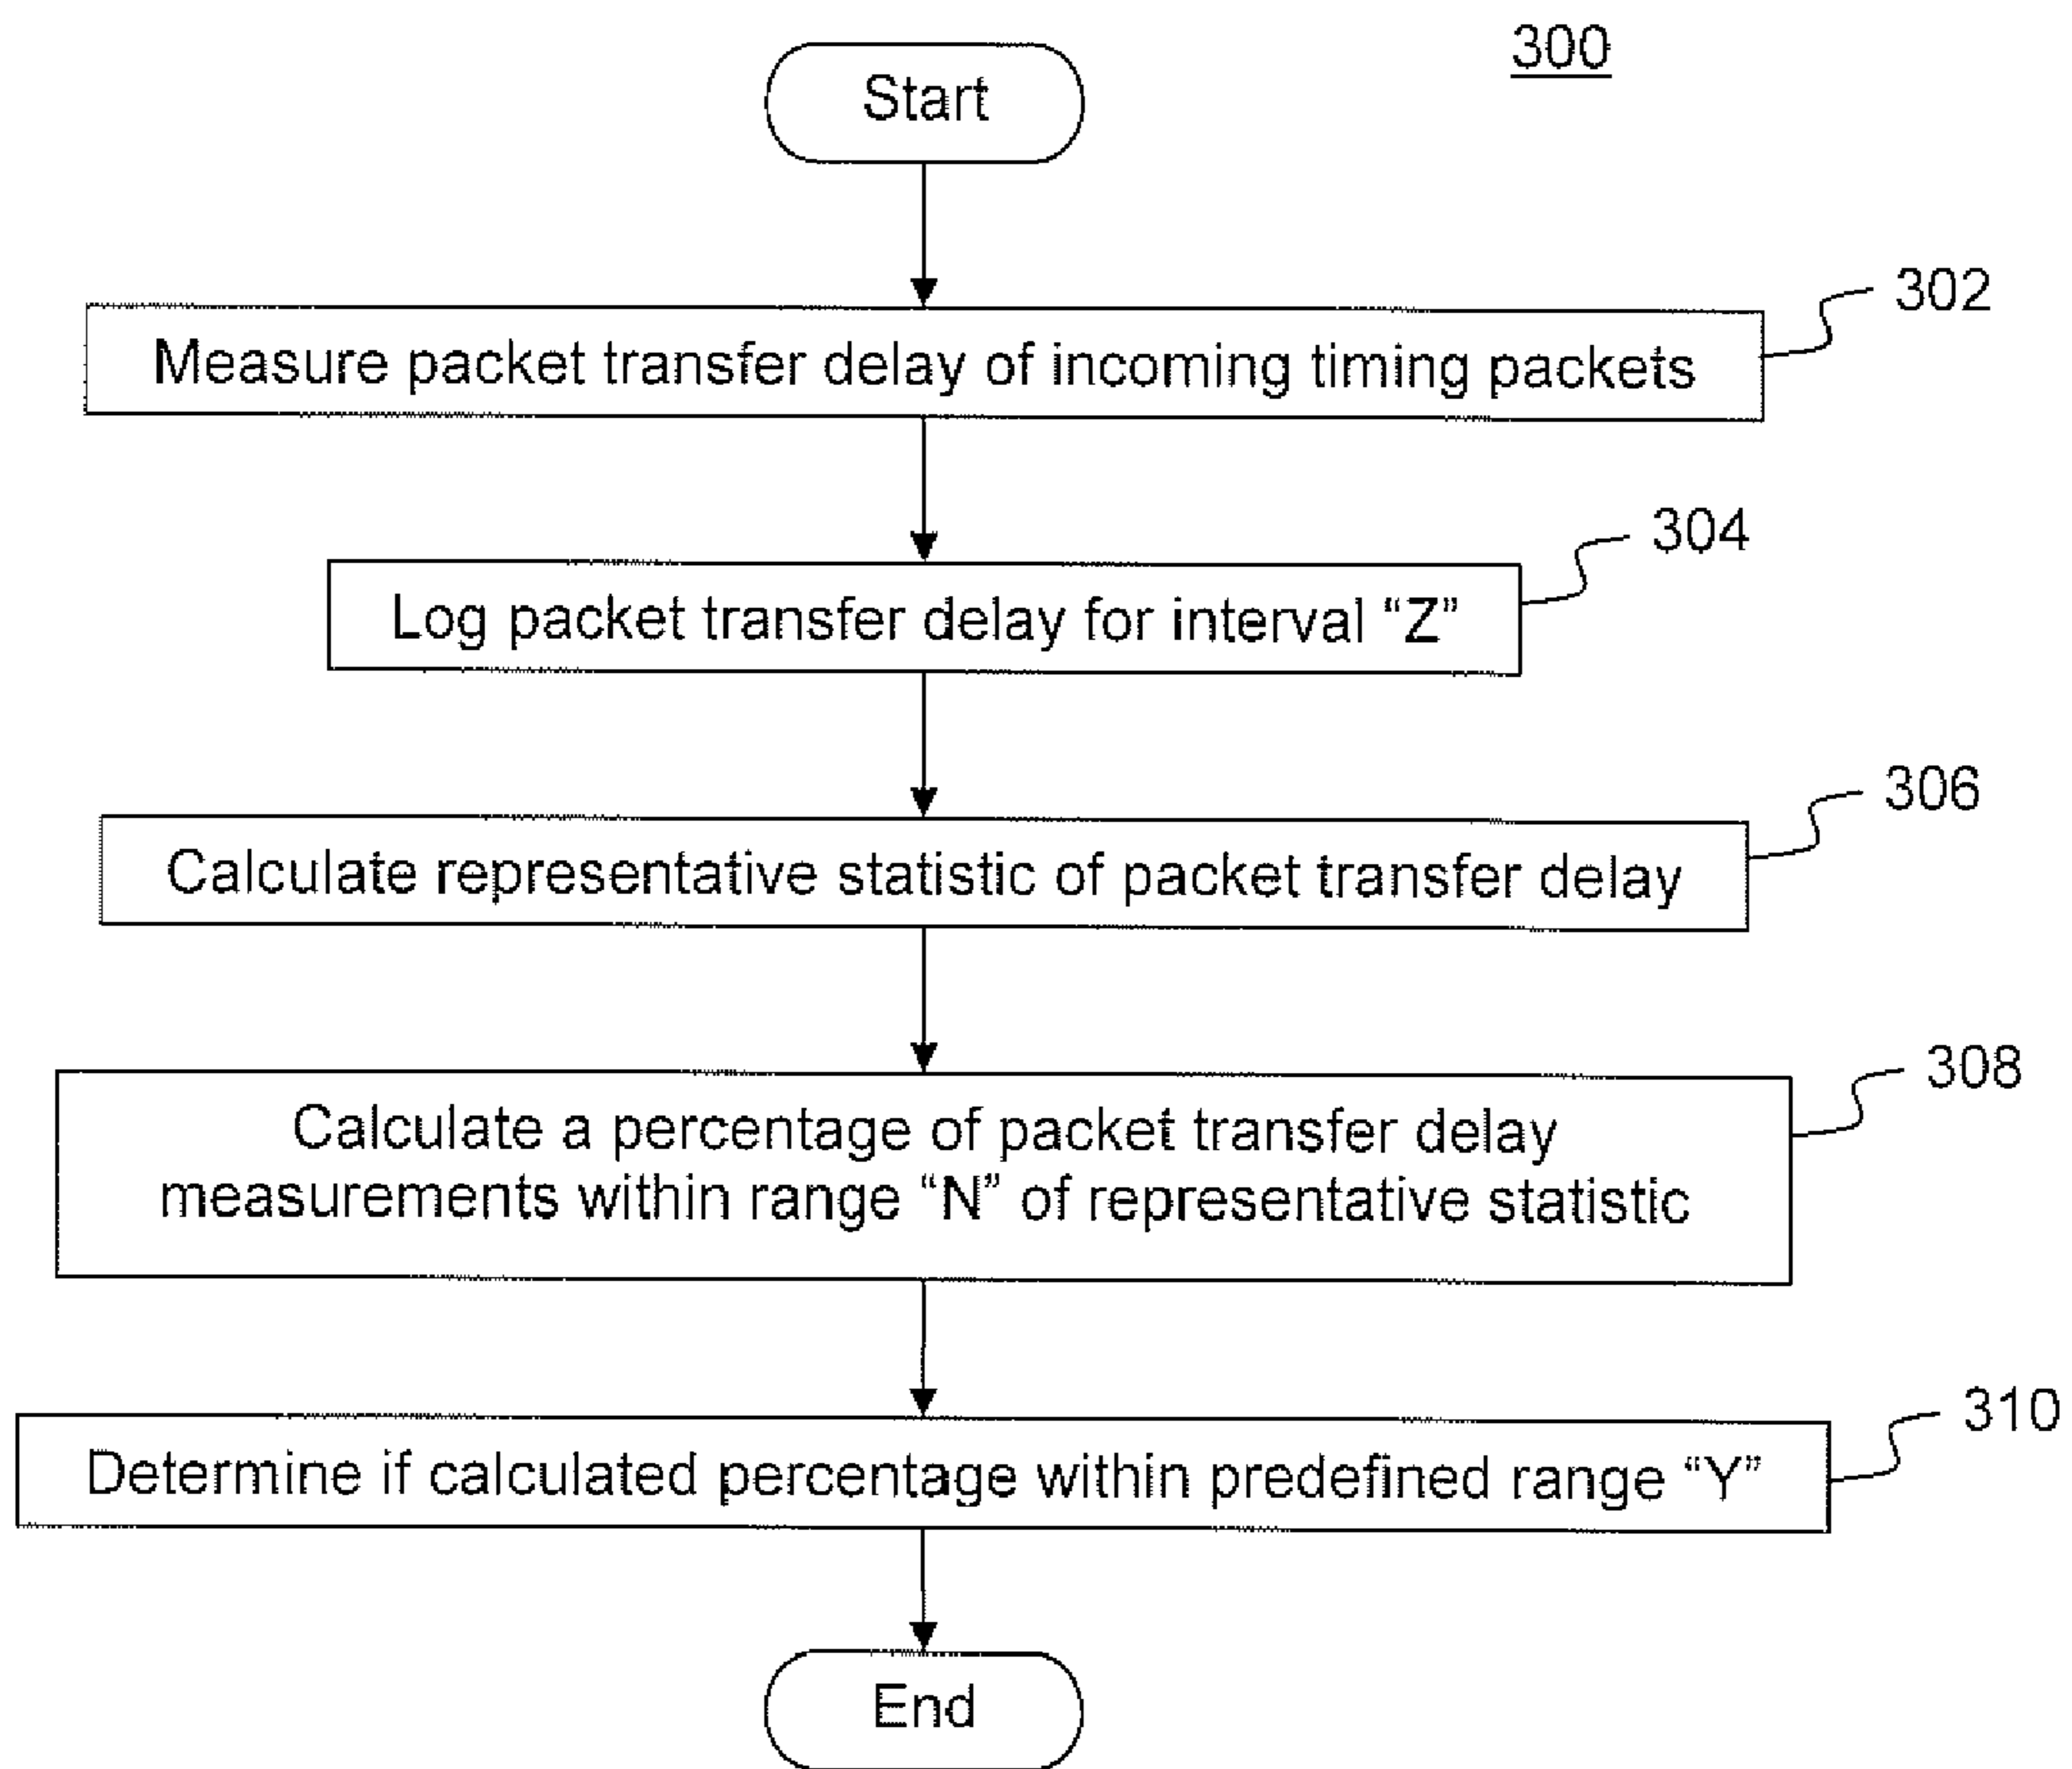 300
Start
302
Measure packet transfer delay of incoming timing packets
304
Log packet transfer delay for interval “Z”
306
Calculate representative statistic of packet transfer delay
308
Calculate a percentage of packet transfer delay
measurements within range “N” of representative statistic
310
Determine if calculated percentage within predefined range “Y”
End